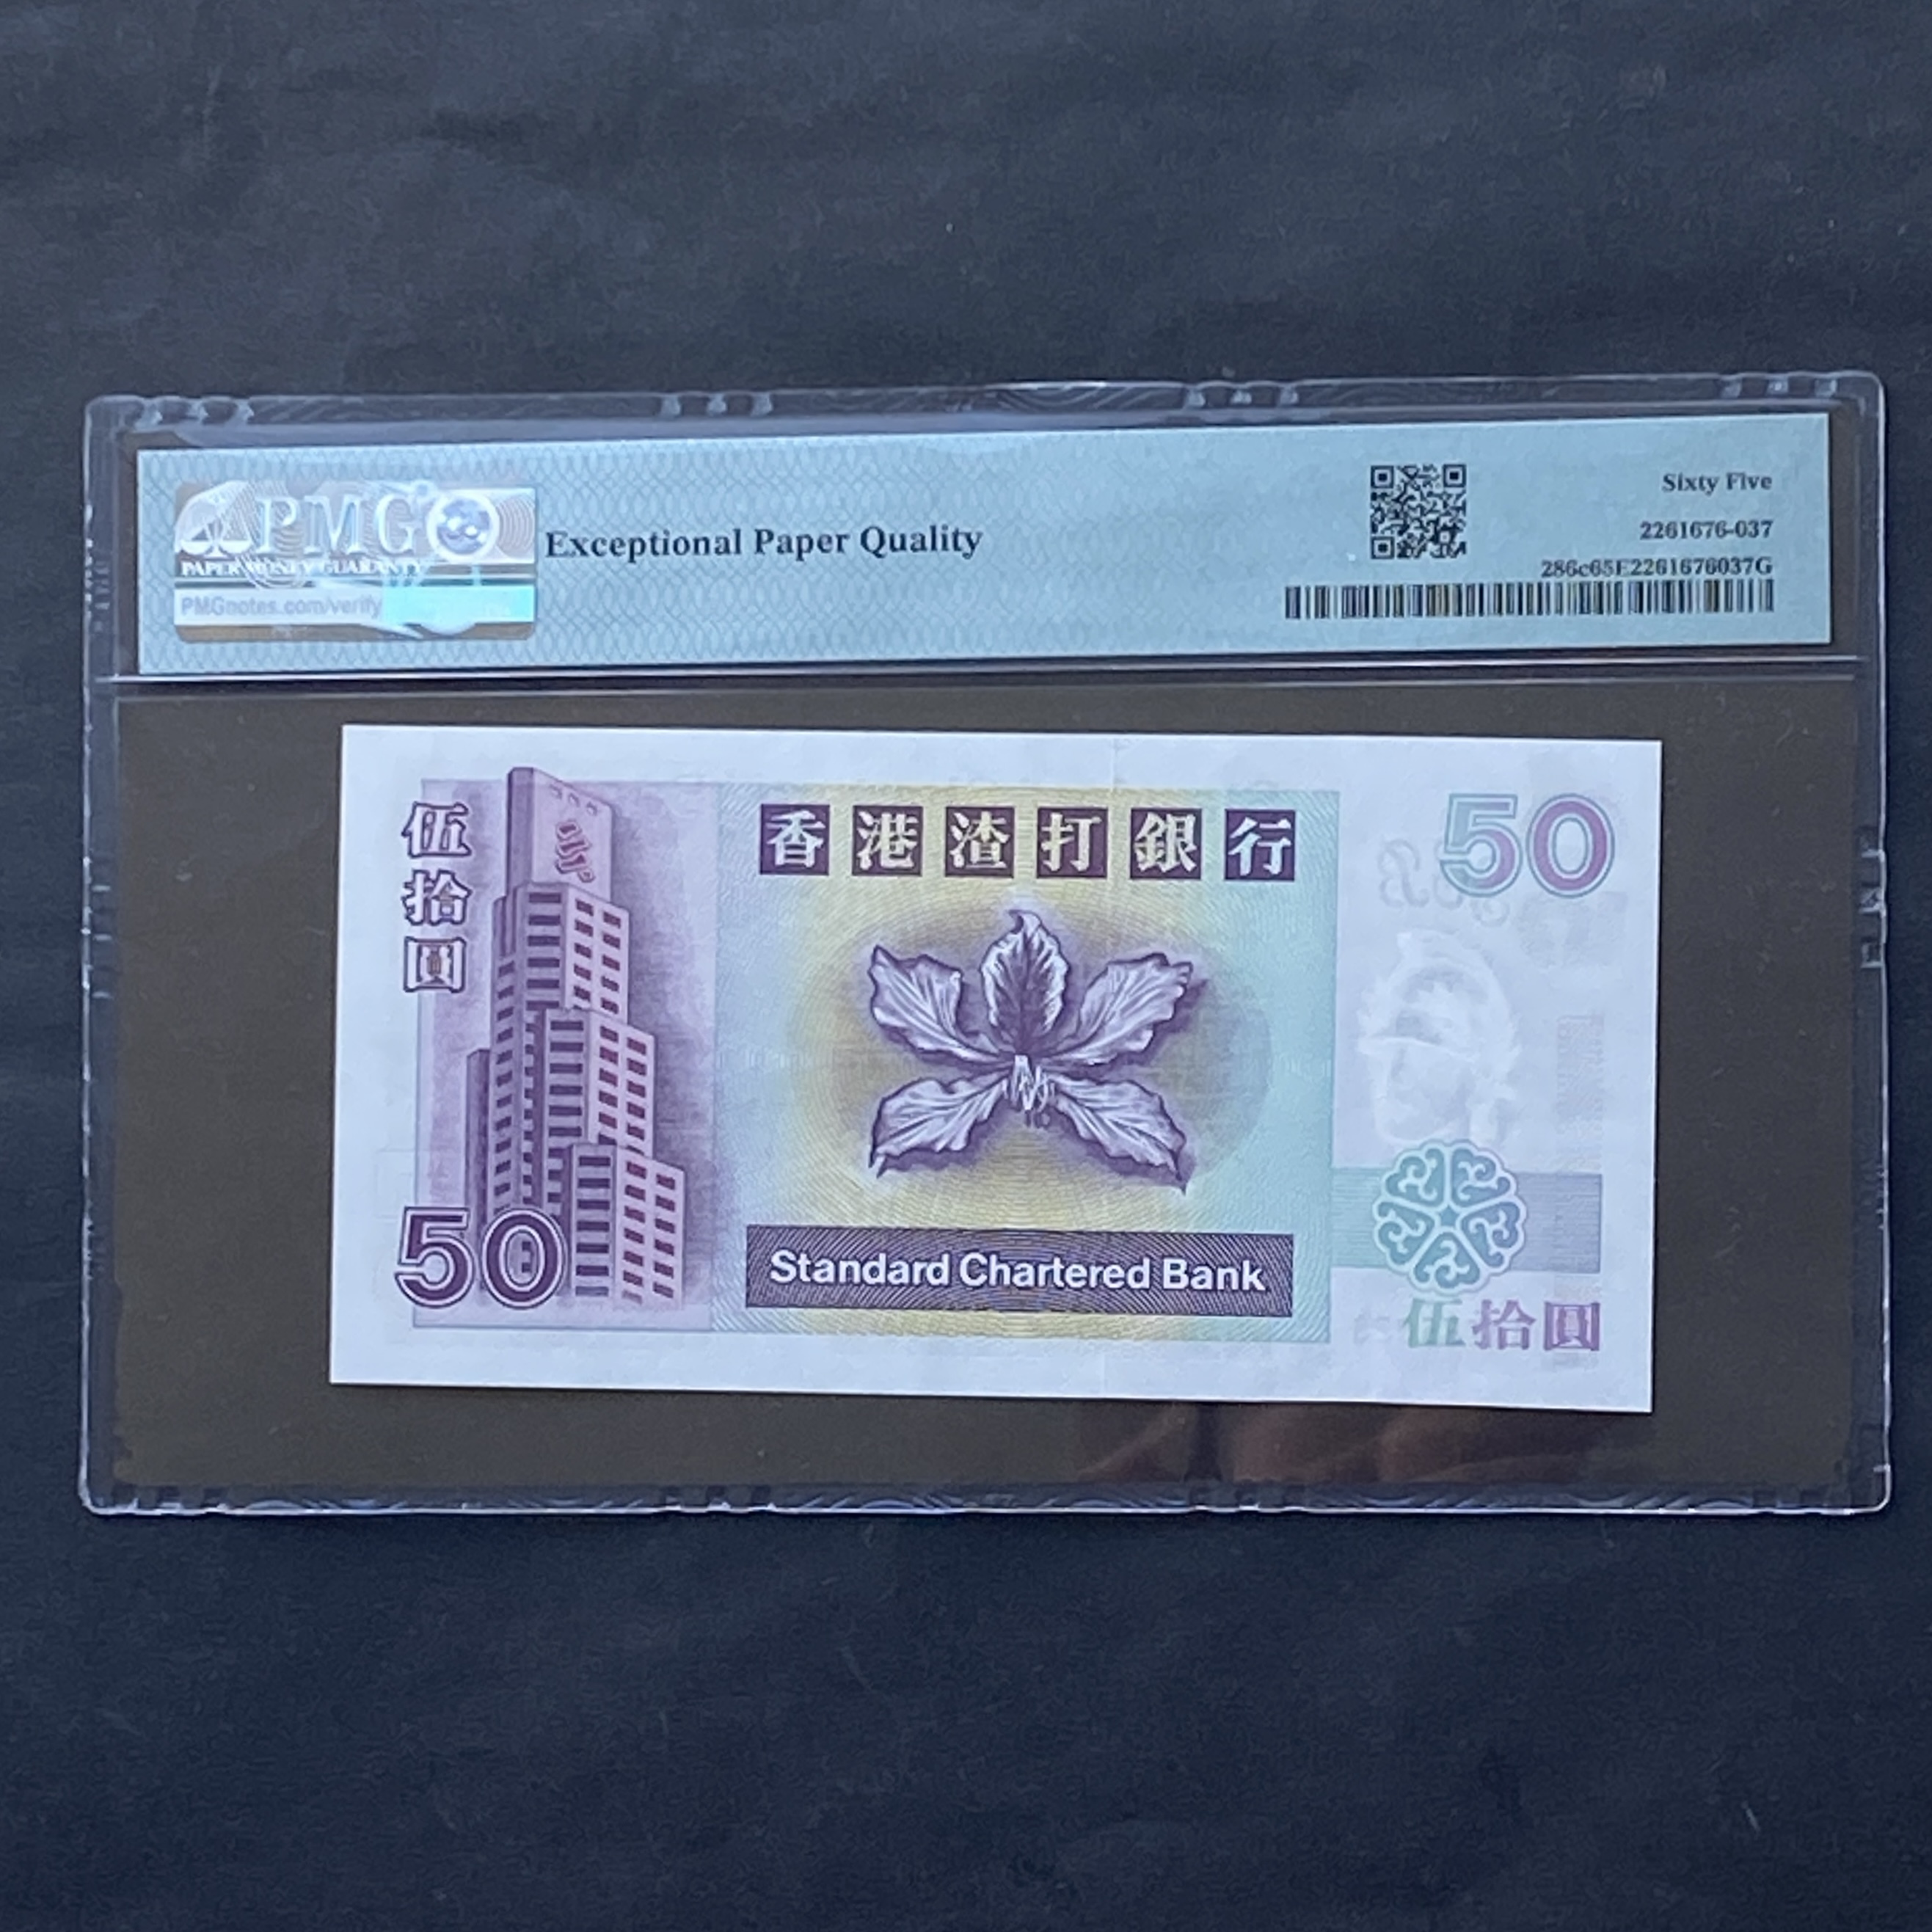 PMG
PAPER MONEY GUARANTY
PMGnotes.com/verify
Exceptional Paper Quality
Sixty Five
2261676-037
286c65E2261676037G
伍拾圓
香港渣打銀行
50
50
Standard Chartered Bank
伍拾圓